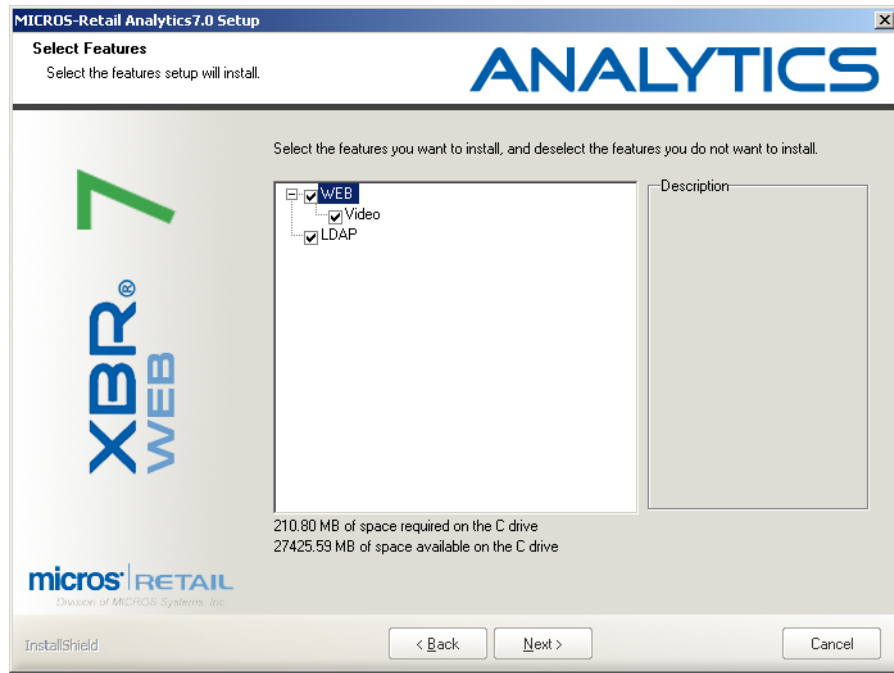 MICROS-Retail Analytics7.0 Setup
Select Features
Select the features setup will install.
ANALYTICS
Select the features you want to install, and deselect the features you do not want to install.
WEB
Video
LDAP
Description
7
XBR®
WEB
210.80 MB of space required on the C drive
27425.59 MB of space available on the C drive
micros RETAIL
Division of MICROS Systems, Inc.
InstallShield
< Back
Next >
Cancel